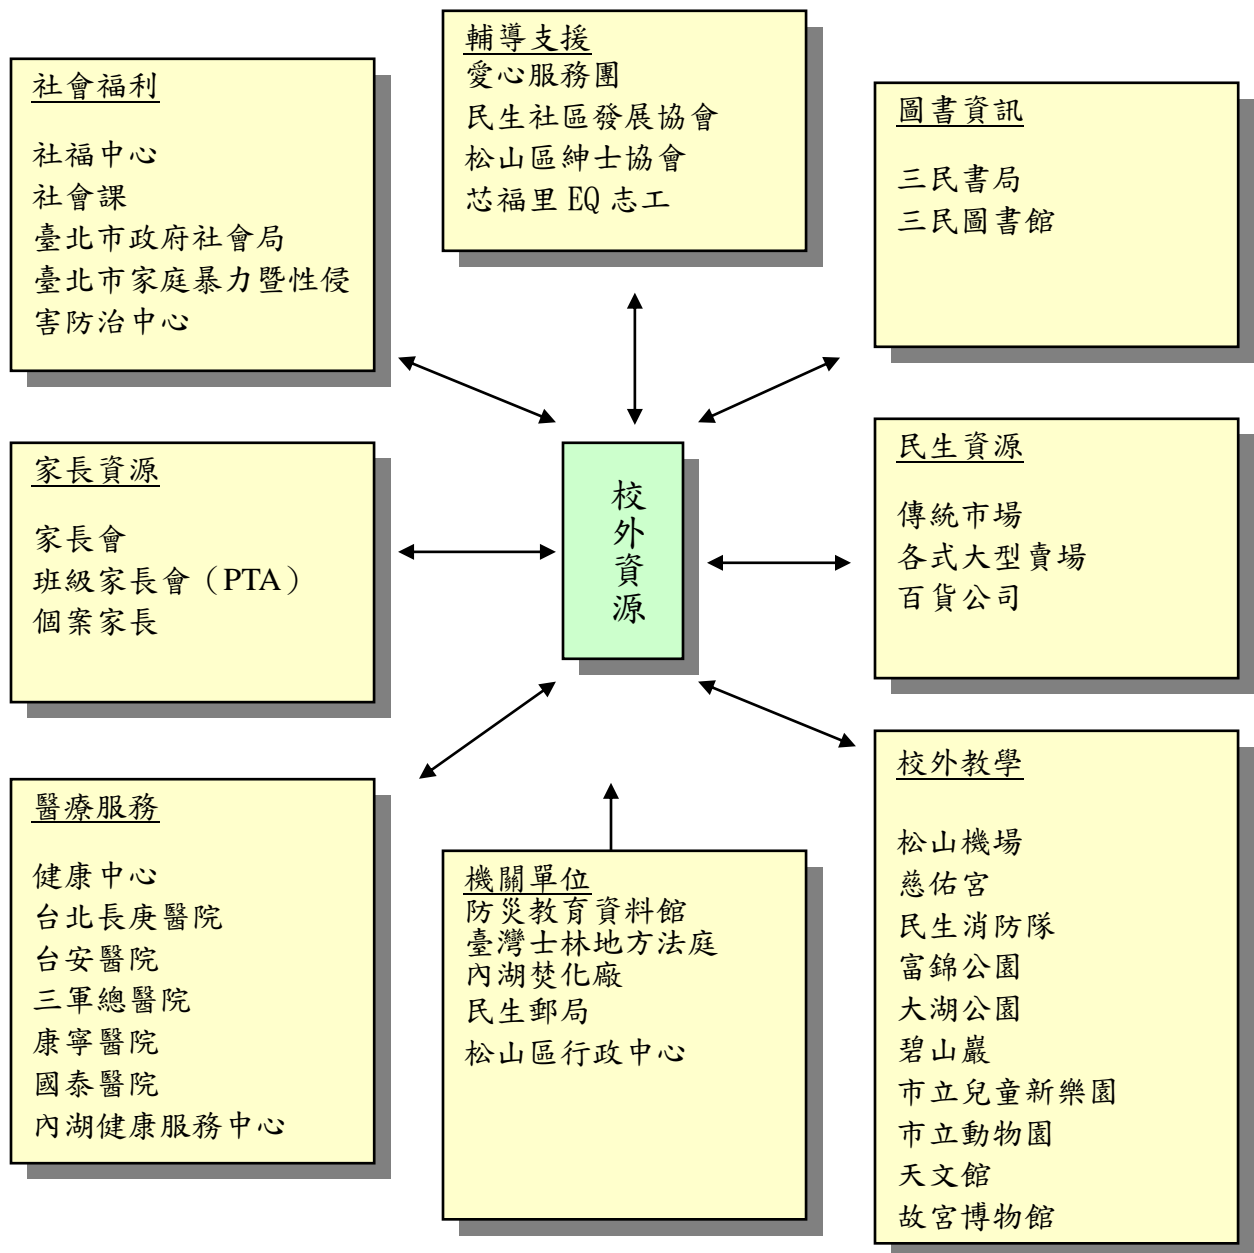 輔導支援
愛心服務團
民生社區發展協會
松山區紳士協會
芯福里 EQ 志工
社會福利
社福中心
社會課
臺北市政府社會局
臺北市家庭暴力暨性侵
害防治中心
圖書資訊
三民書局
三民圖書館
家長資源
家長會
班級家長會（PTA）
個案家長
校外資源
民生資源
傳統市場
各式大型賣場
百貨公司
醫療服務
健康中心
台北長庚醫院
台安醫院
三軍總醫院
康寧醫院
國泰醫院
內湖健康服務中心
機關單位
防災教育資料館
臺灣士林地方法庭
內湖焚化廠
民生郵局
松山區行政中心
校外教學
松山機場
慈佑宮
民生消防隊
富錦公園
大湖公園
碧山巖
市立兒童新樂園
市立動物園
天文館
故宮博物館